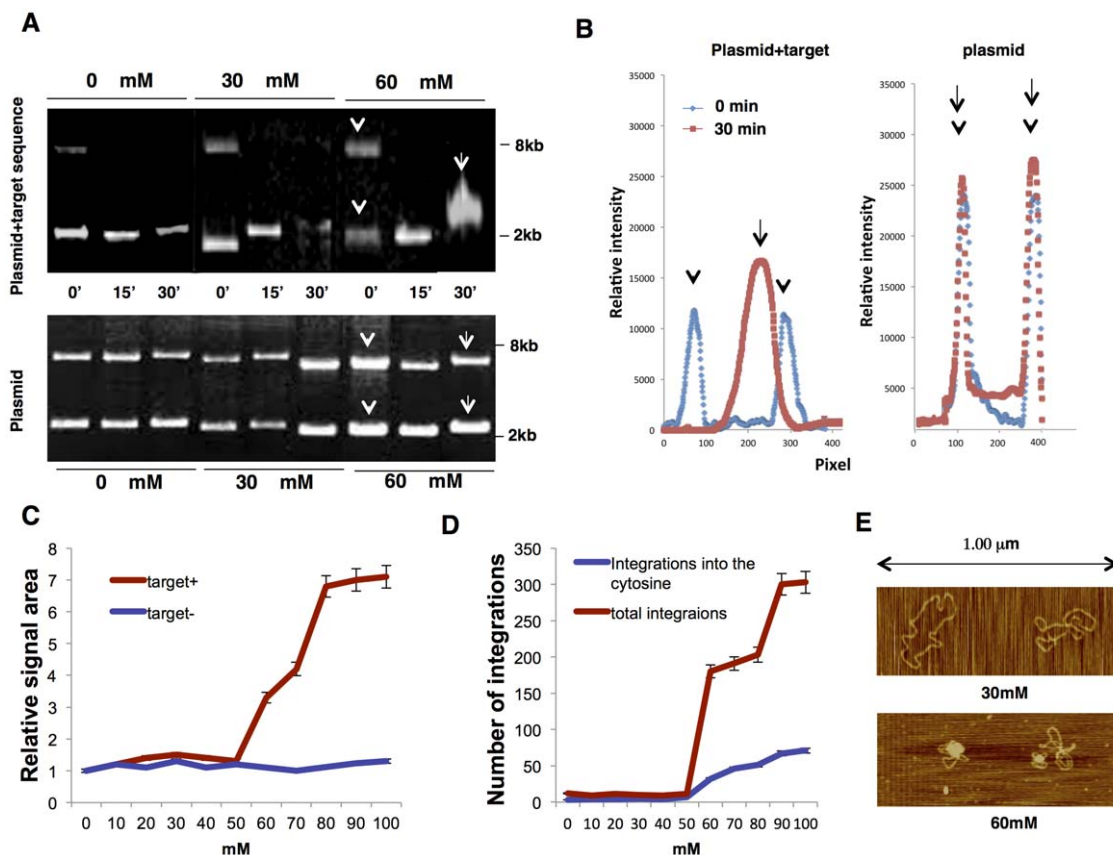 A
0 mM 30 mM 60 mM
Plasmid+target sequence
8kb
2kb
0’ 15’ 30’ 0’ 15’ 30’ 0’ 15’ 30’
Plasmid
8kb
2kb
0 mM 30 mM 60 mM
B
Plasmid+target
Relative intensity
35000
30000
25000
20000
15000
10000
5000
0
0 min
30 min
0 100 200 300 400
plasmid
Relative intensity
35000
30000
25000
20000
15000
10000
5000
0 100 200 300 400
Pixel
C
Relative signal area
8
7
6
5
4
3
2
1
0
target+
target-
0 10 20 30 40 50 60 70 80 90 100
mM
D
Number of integrations
350
300
250
200
150
100
50
0
Integrations into the
cytosine
total integraions
0 10 20 30 40 50 60 70 80 90 100
mM
E
1.00 μm
30mM
60mM